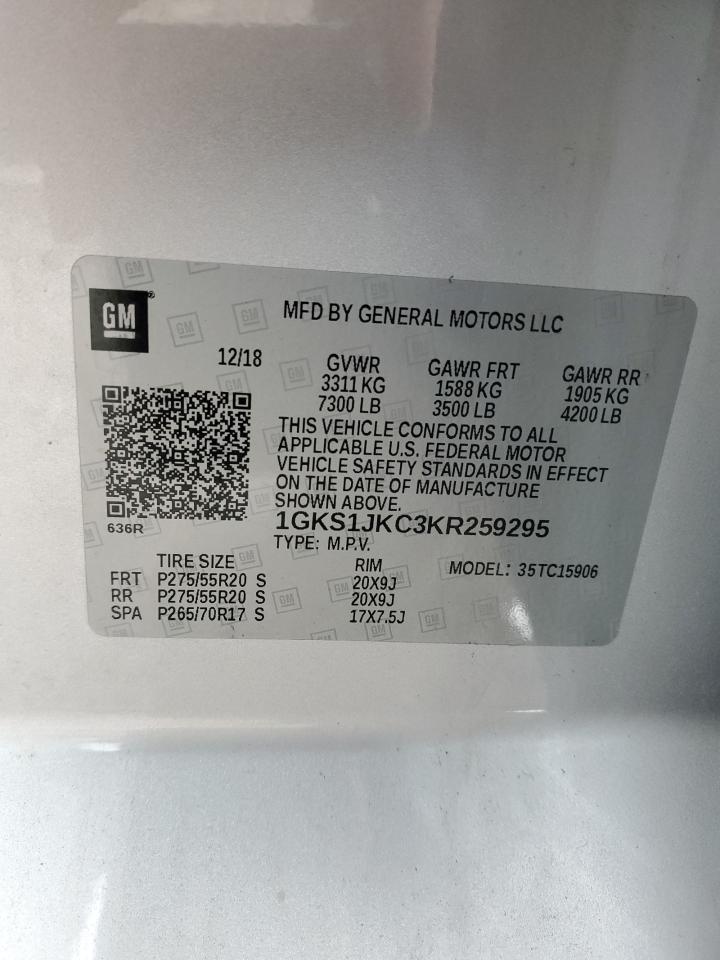 GM
MFD BY GENERAL MOTORS LLC
12/18
GVWR
3311 KG
7300 LB
GAWR FRT
1588 KG
3500 LB
GAWR RR
1905 KG
4200 LB
THIS VEHICLE CONFORMS TO ALL
APPLICABLE U.S. FEDERAL MOTOR
VEHICLE SAFETY STANDARDS IN EFFECT
ON THE DATE OF MANUFACTURE
SHOWN ABOVE.
636R
1GKS1JKC3KR259295
TYPE: M.P.V.
TIRE SIZE RIM MODEL: 35TC15906
FRT P275/55R20 S 20X9J
RR P275/55R20 S 20X9J
SPA P265/70R17 S 17X7.5J